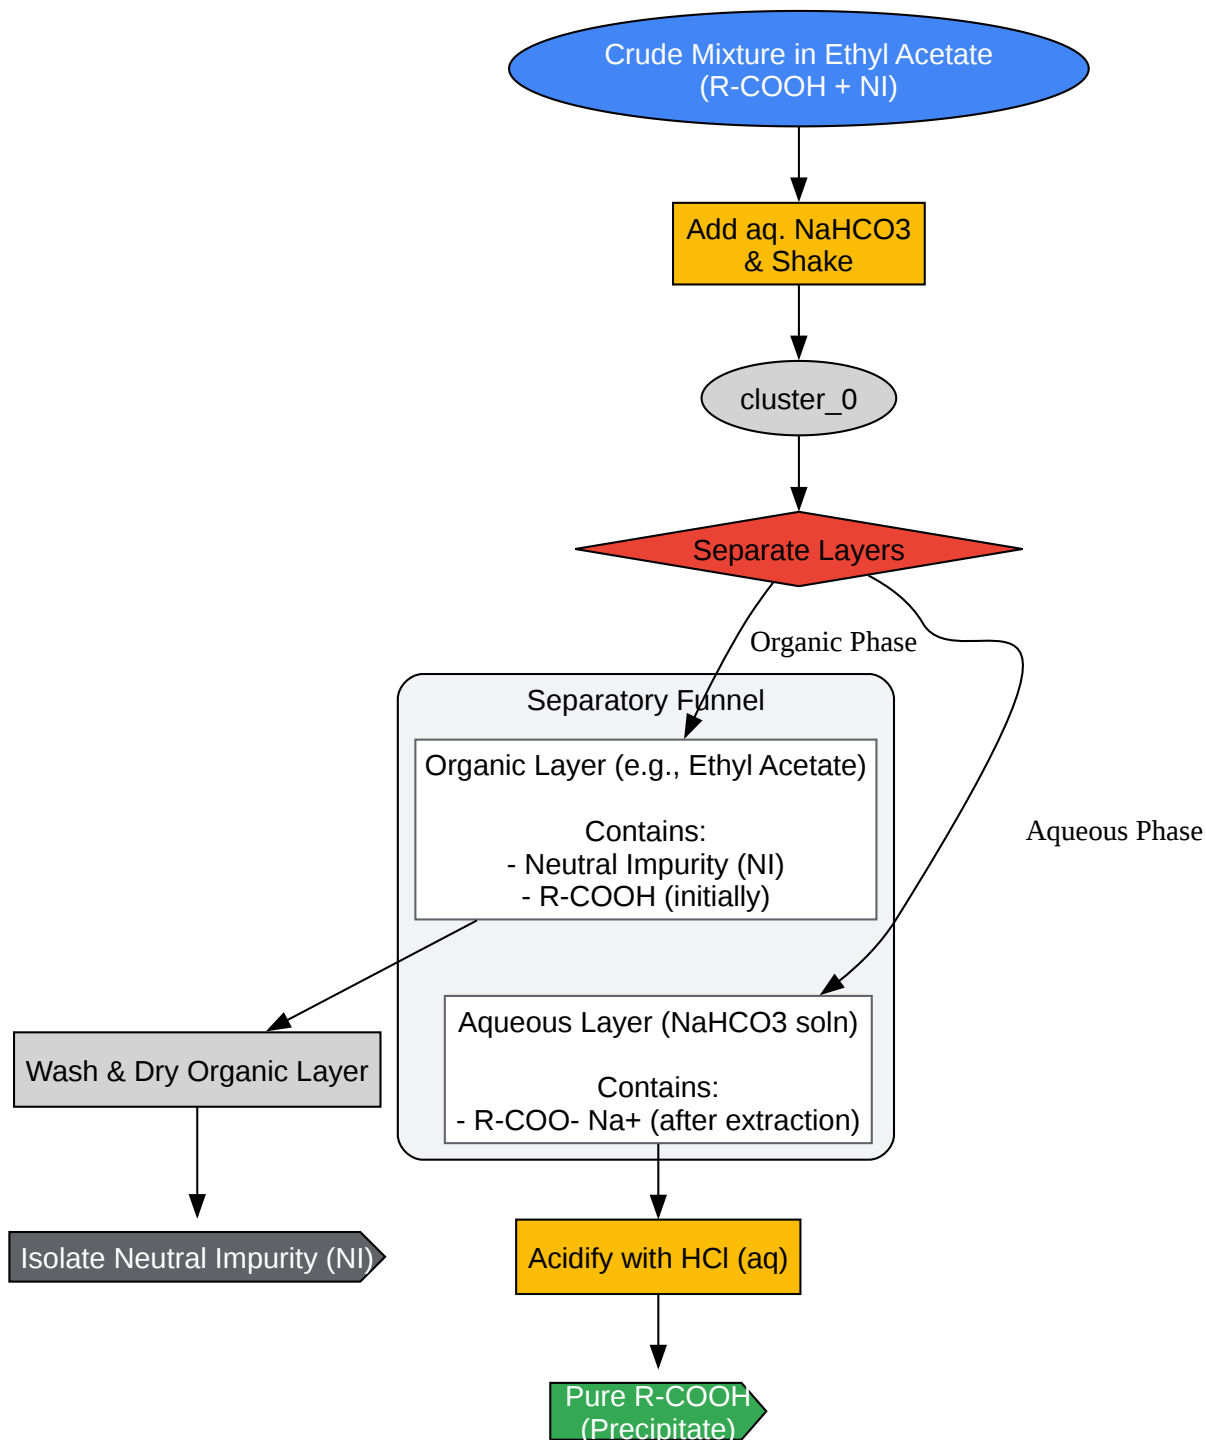 Crude Mixture in Ethyl Acetate
(R-COOH + NI)
Add aq. NaHCO3
& Shake
cluster_0
Separate Layers
Organic Phase
Separatory Funnel
Organic Layer (e.g., Ethyl Acetate)
Contains:
- Neutral Impurity (NI)
- R-COOH (initially)
Aqueous Phase
Aqueous Layer (NaHCO3 soln)
Contains:
- R-COO- Na+ (after extraction)
Wash & Dry Organic Layer
Isolate Neutral Impurity (NI)
Acidify with HCl (aq)
Pure R-COOH
(Precipitate)